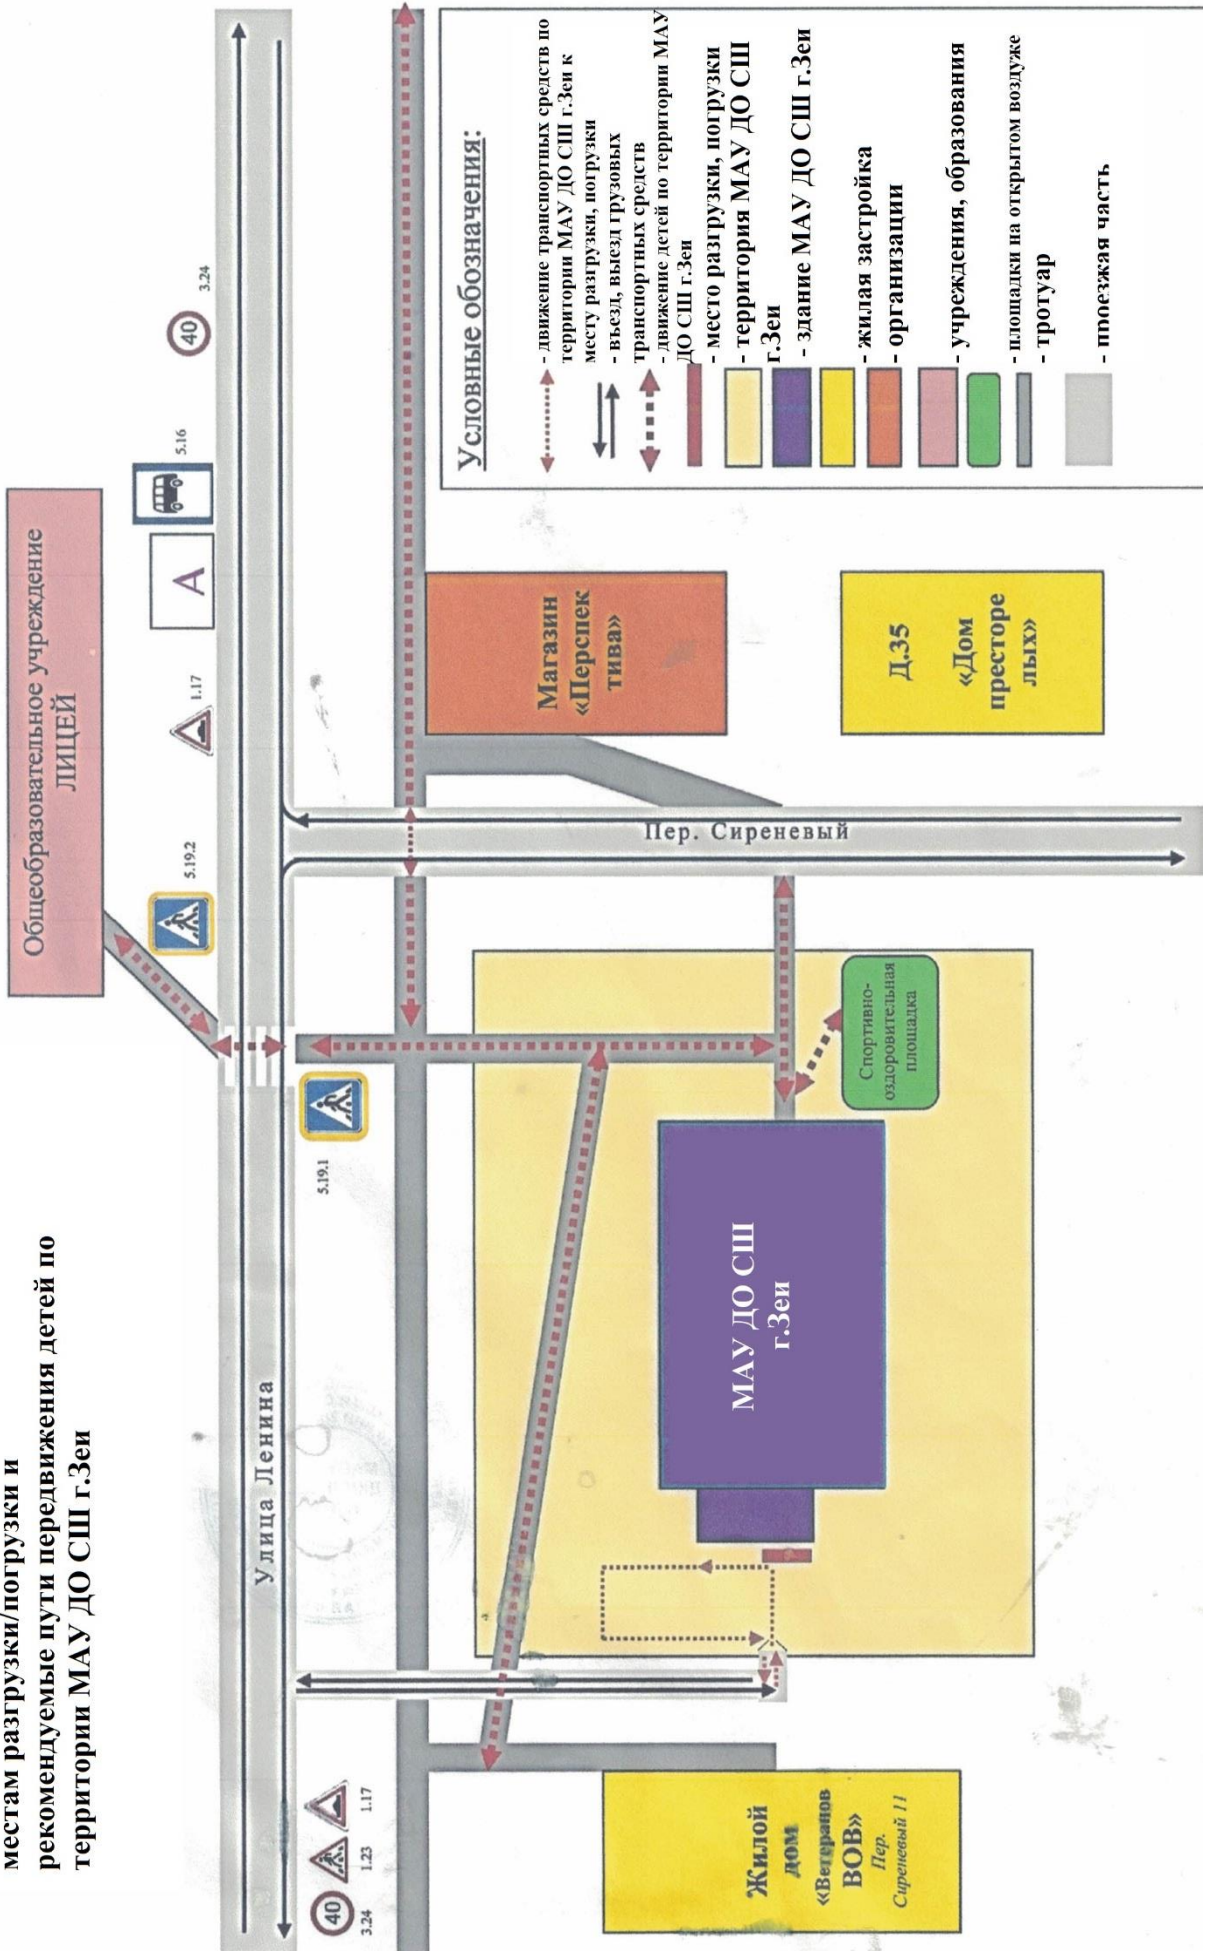 местам разгрузки/погрузки и
рекомендуемые пути передвижения детей по
территории МАУ ДО СШ г.Зеи
Общеобразовательное учреждение
ЛИЦЕЙ
5.19.2
1.17
А
5.16
40
3.24
Улица Ленина
5.19.1
40
3.24
1.23
1.17
Пер. Сиреневый
Магазин
«Перспек
тива»
Д.35
«Дом
престоре
лых»
Спортивно-
оздоровительная
площадка
МАУ ДО СШ
г.Зеи
Жилой
дом
«Ветеранов
ВОВ»
Пер.
Сиреневый 11
Условные обозначения:
- движение транспортных средств по
территории МАУ ДО СШ г.Зеи к
месту разгрузки, погрузки
- въезд, выезд грузовых
транспортных средств
- движение детей по территории МАУ
ДО СШ г.Зеи
- место разгрузки, погрузки
- территория МАУ ДО СШ
г.Зеи
- здание МАУ ДО СШ г.Зеи
- жилая застройка
- организации
- учреждения, образования
- площадки на открытом воздуже
- тротуар
- проезжая часть